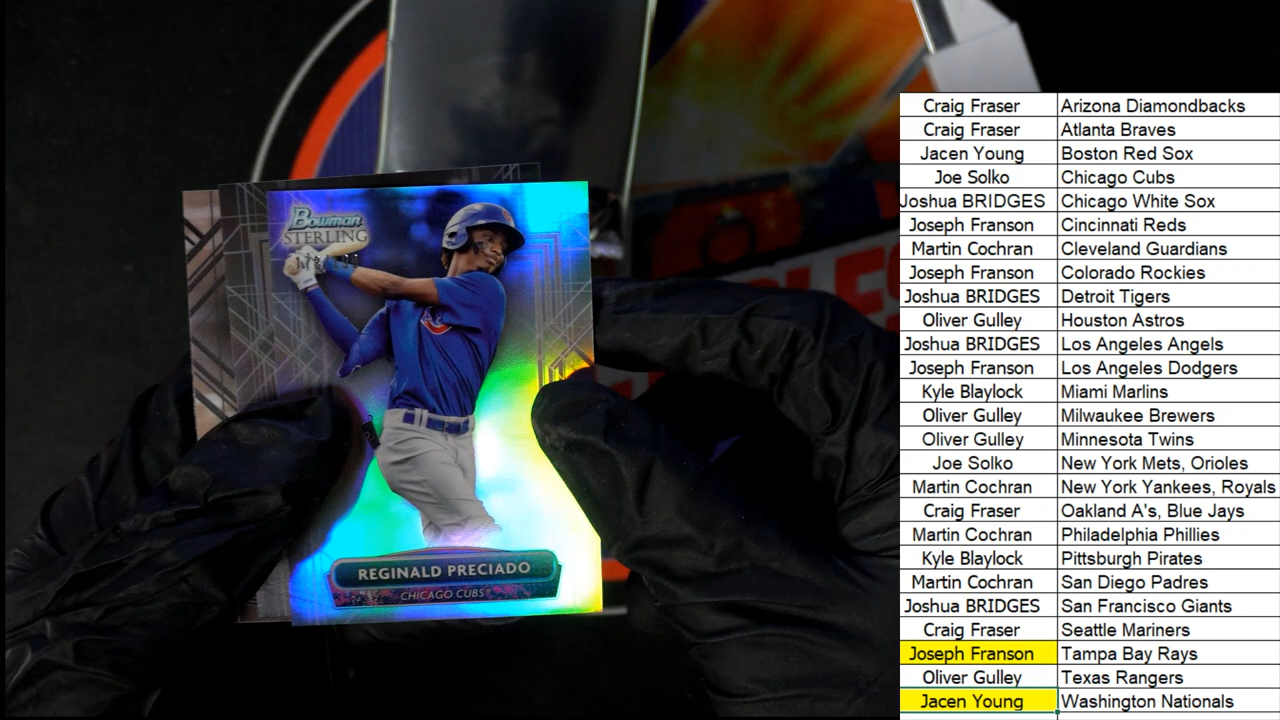 Bowman
STERLING
REGINALD PRECIADO
CHICAGO CUBS
Craig Fraser Arizona Diamondbacks
Craig Fraser Atlanta Braves
Jacen Young Boston Red Sox
Joe Solko Chicago Cubs
Joshua BRIDGES Chicago White Sox
Joseph Franson Cincinnati Reds
Martin Cochran Cleveland Guardians
Joseph Franson Colorado Rockies
Joshua BRIDGES Detroit Tigers
Oliver Gulley Houston Astros
Joshua BRIDGES Los Angeles Angels
Joseph Franson Los Angeles Dodgers
Kyle Blaylock Miami Marlins
Oliver Gulley Milwaukee Brewers
Oliver Gulley Minnesota Twins
Joe Solko New York Mets, Orioles
Martin Cochran New York Yankees, Royals
Craig Fraser Oakland A's, Blue Jays
Martin Cochran Philadelphia Phillies
Kyle Blaylock Pittsburgh Pirates
Martin Cochran San Diego Padres
Joshua BRIDGES San Francisco Giants
Craig Fraser Seattle Mariners
Joseph Franson Tampa Bay Rays
Oliver Gulley Texas Rangers
Jacen Young Washington Nationals